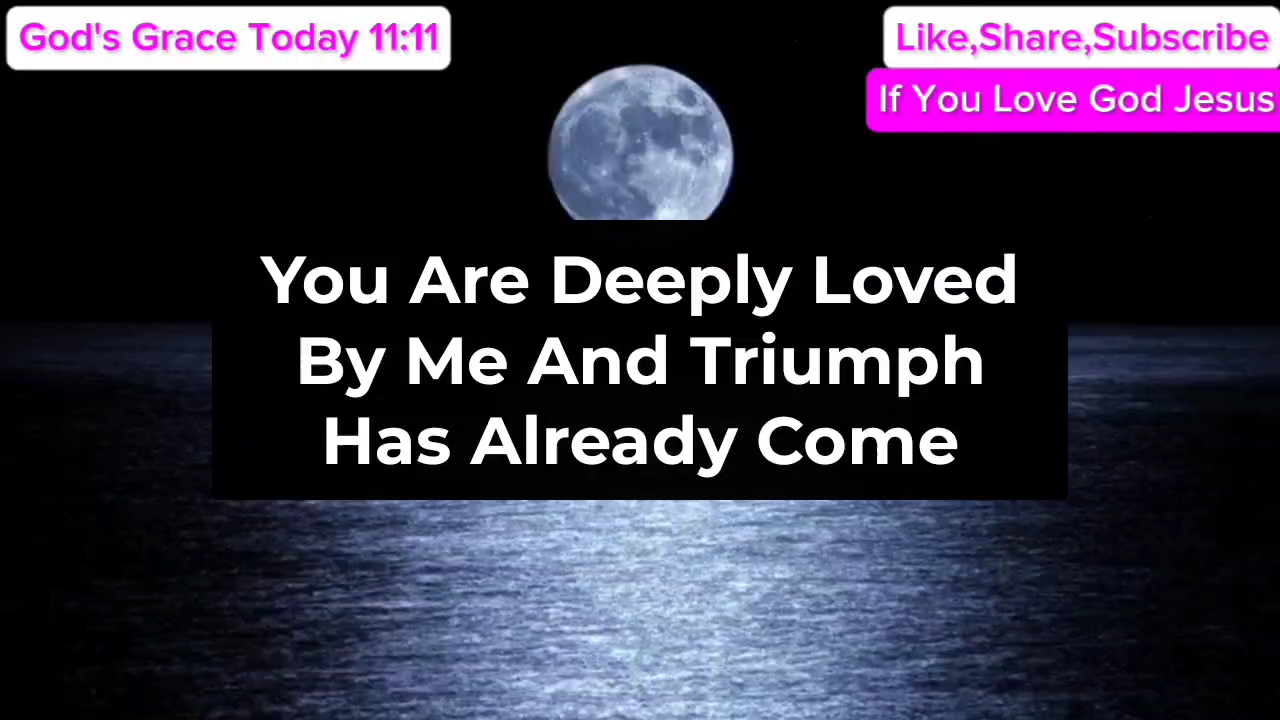 God's Grace Today 11:11
Like,Share,Subscribe
If You Love God Jesus
You Are Deeply Loved
By Me And Triumph
Has Already Come